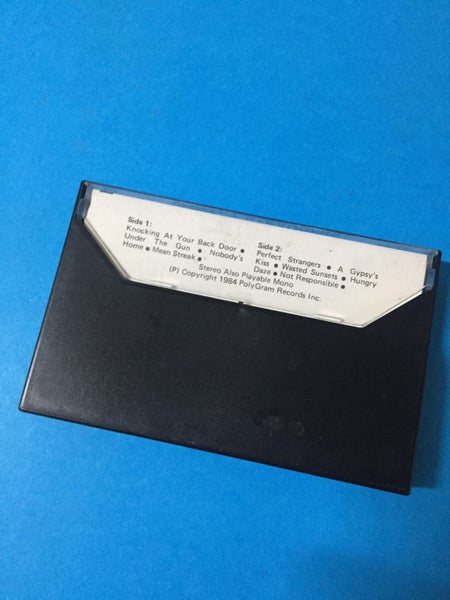 Side 1:
Knocking At Your Back Door •
Under The Gun • Nobody's
Home • Mean Streak •
Side 2:
Perfect Strangers • A Gypsy's
Kiss • Wasted Sunsets • Hungry
Daze • Not Responsible •
Stereo Also Playable Mono
(P) Copyright 1984 PolyGram Records Inc.